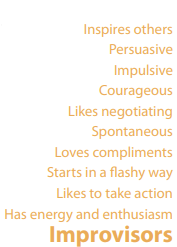 Inspires others
Persuasive
Impulsive
Courageous
Likes negotiating
Spontaneous
Loves compliments
Starts in a flashy way
Likes to take action
Has energy and enthusiasm
Improvisors